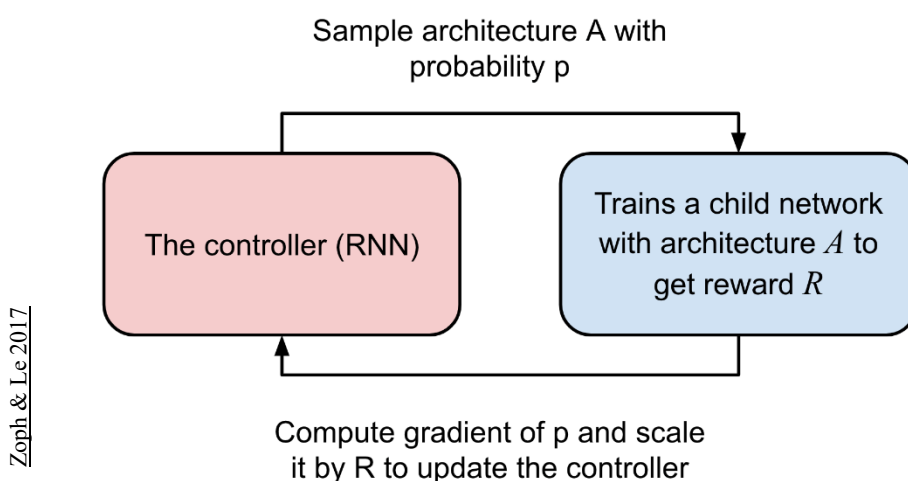 Sample architecture A with
probability p
The controller (RNN)
Trains a child network
with architecture A to
get reward R
Compute gradient of p and scale
it by R to update the controller
Zoph & Le 2017